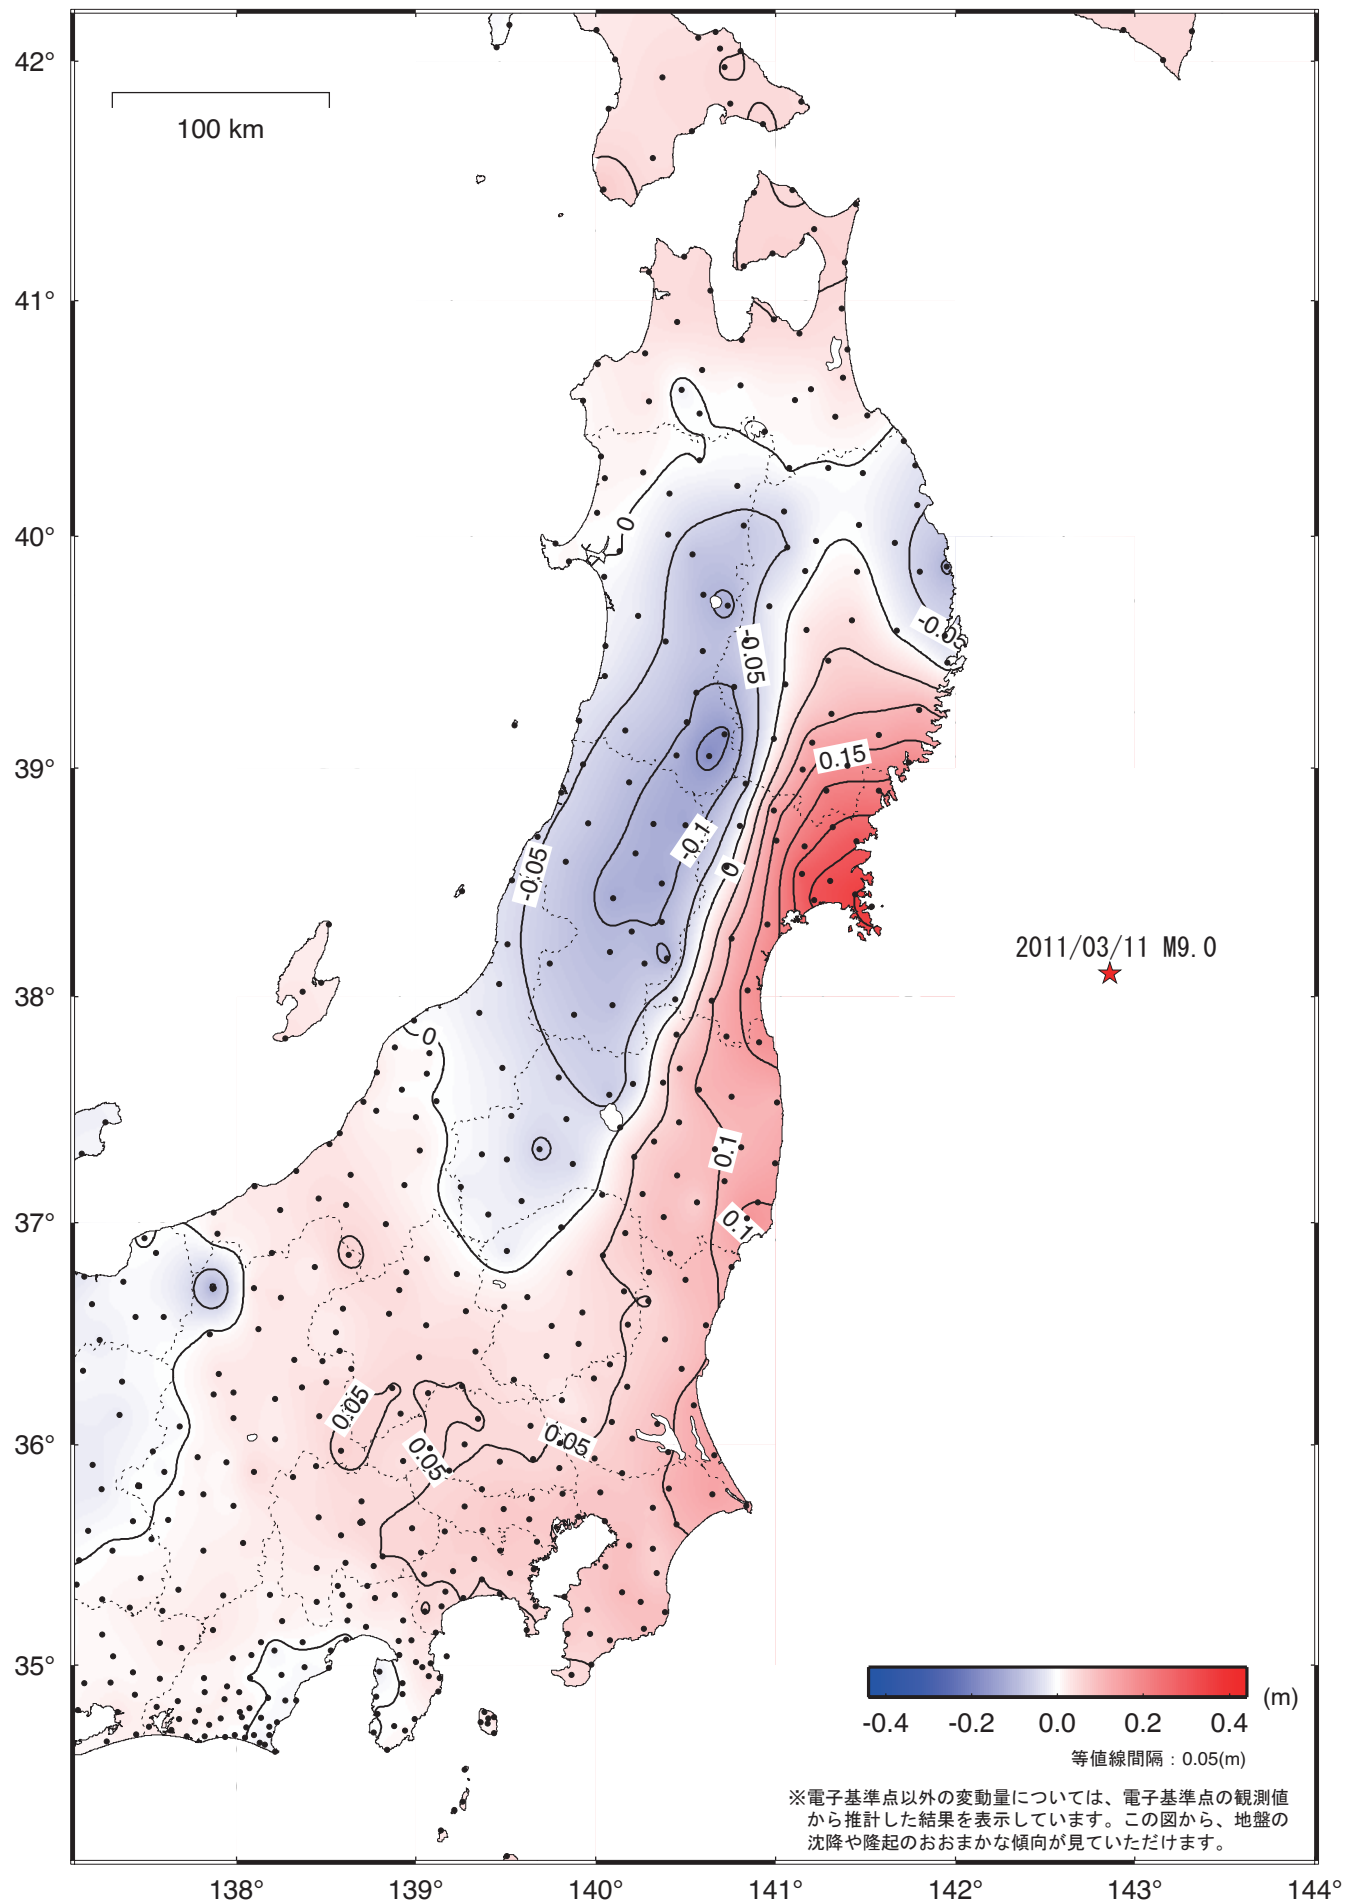 42°
100 km
41°
0
40°
-0.05
-0.05
0.15
39°
-0.1
0
-0.05
2011/03/11 M9.0
38°
0
0.1
0.1
37°
0.05
0.05
0.05
36°
35°
(m)
-0.4 -0.2 0.0 0.2 0.4
等値線間隔：0.05(m)
※電子基準点以外の変動量については、電子基準点の観測値
から推計した結果を表示しています。この図から、地盤の
沈降や隆起のおおまかな傾向が見ていただけます。
138° 139° 140° 141° 142° 143° 144°